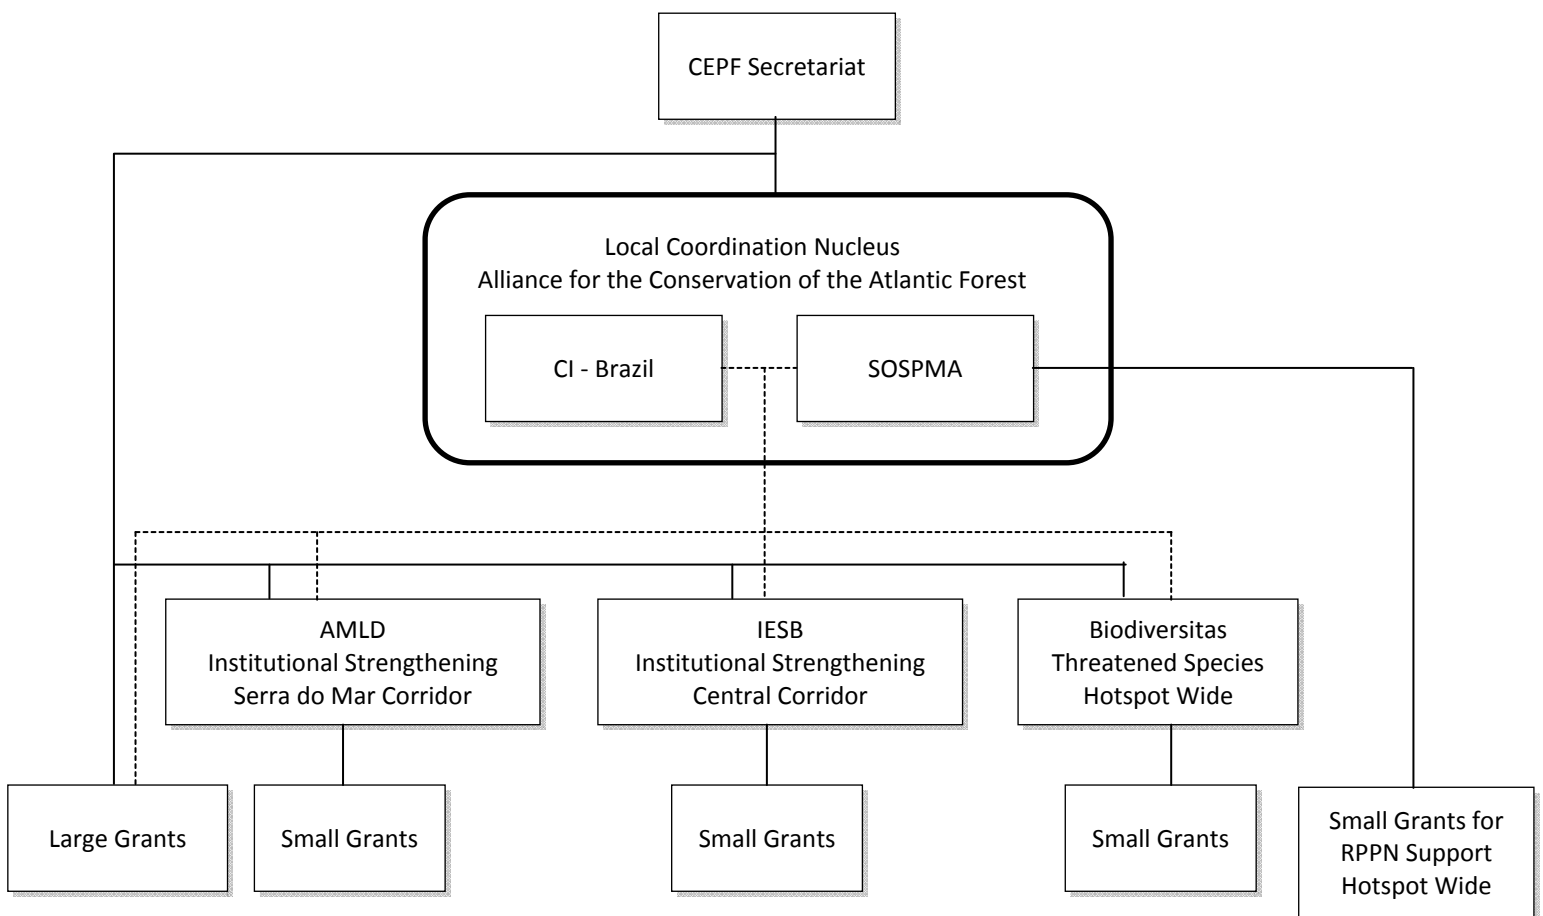 CEPF Secretariat
Local Coordination Nucleus
Alliance for the Conservation of the Atlantic Forest
CI - Brazil
SOSPMA
AMLD
Institutional Strengthening
Serra do Mar Corridor
IESB
Institutional Strengthening
Central Corridor
Biodiversitas
Threatened Species
Hotspot Wide
Large Grants
Small Grants
Small Grants
Small Grants
Small Grants for
RPPN Support
Hotspot Wide